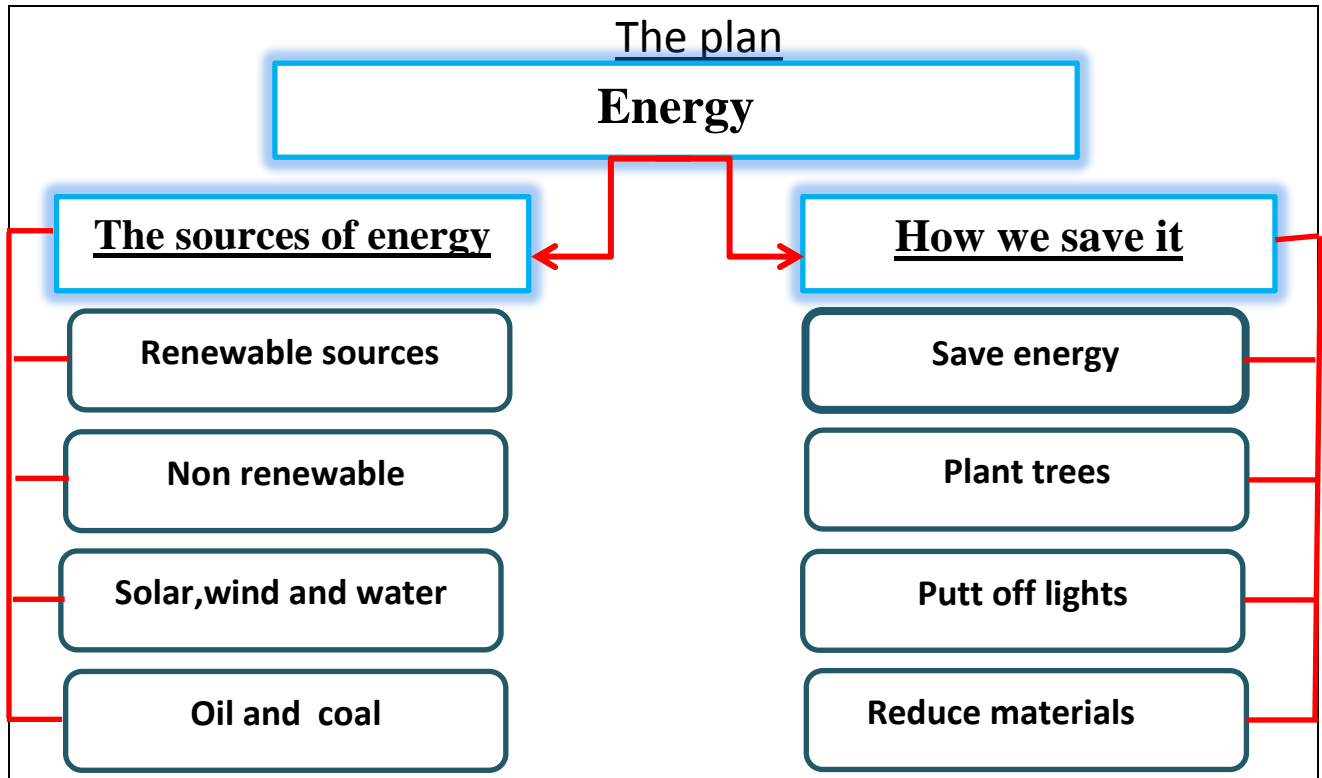 The plan
Energy
The sources of energy
Renewable sources
Non renewable
Solar,wind and water
Oil and  coal
How we save it
Save energy
Plant trees
Putt off lights
Reduce materials